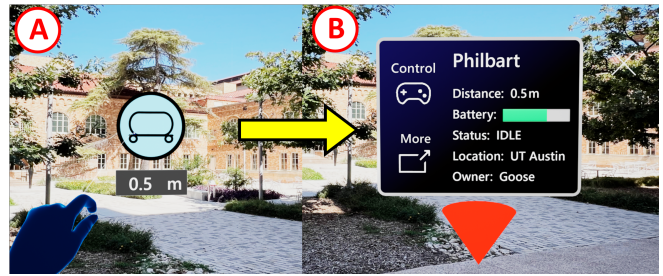 A
0.5 m
B
Philbart
Control
Distance: 0.5 m
Battery:
Status: IDLE
More
Location: UT Austin
Owner: Goose